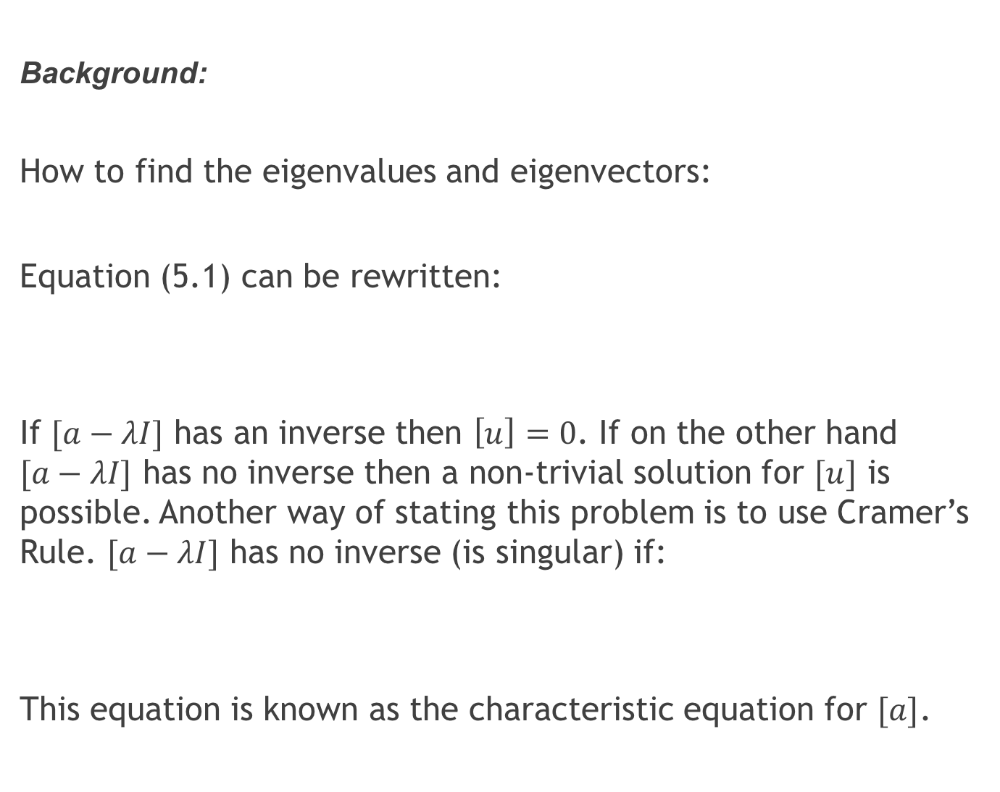 Background:
How to find the eigenvalues and eigenvectors:
Equation (5.1) can be rewritten:
If [𝑎 − 𝜆𝐼] has an inverse then [𝑢] = 0. If on the other hand
[𝑎 − 𝜆𝐼] has no inverse then a non-trivial solution for [𝑢] is
possible. Another way of stating this problem is to use Cramer’s
Rule. [𝑎 − 𝜆𝐼] has no inverse (is singular) if:
This equation is known as the characteristic equation for [𝑎].